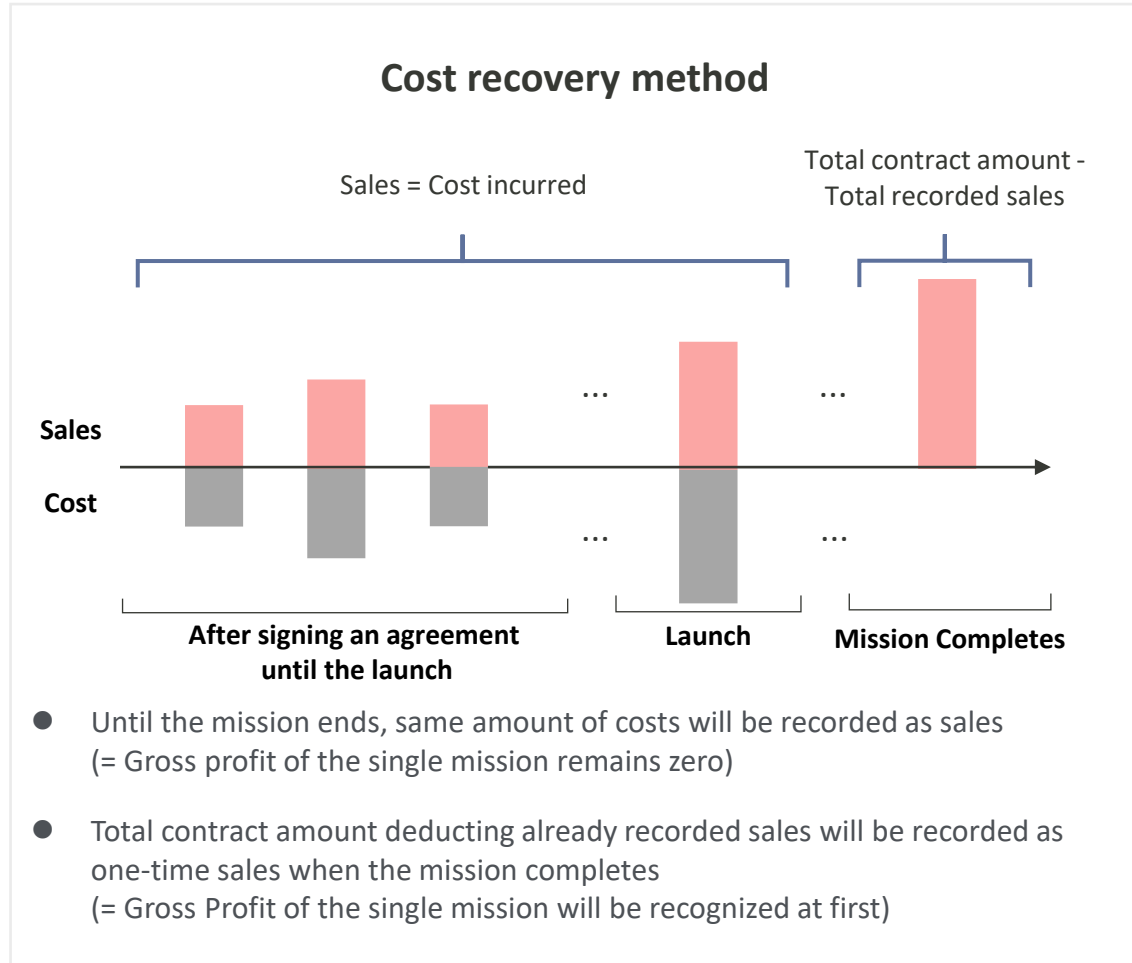 Cost recovery method
Sales = Cost incurred
Total contract amount -
Total recorded sales
...
...
Sales
Cost
...
...
After signing an agreement
until the launch
Launch
Mission Completes
● Until the mission ends, same amount of costs will be recorded as sales
(= Gross profit of the single mission remains zero)
● Total contract amount deducting already recorded sales will be recorded as
one-time sales when the mission completes
(= Gross Profit of the single mission will be recognized at first)